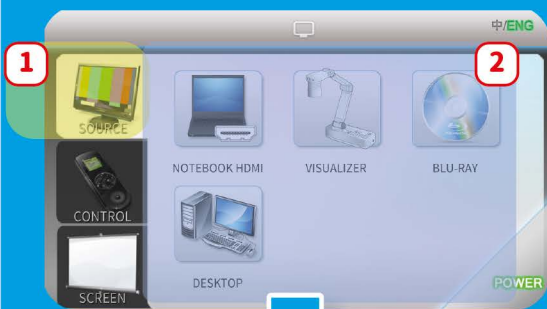 中/ENG
1
2
SOURCE
NOTEBOOK HDMI
VISUALIZER
BLU-RAY
CONTROL
DESKTOP
SCREEN
POWER